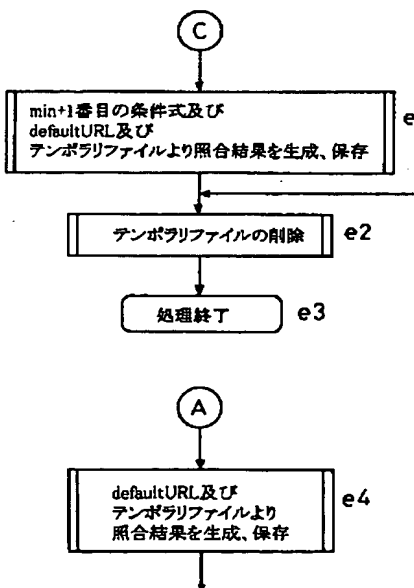 C
min+1番目の条件式及び
defaultURL及び
テンポラリファイルより照合結果を生成、保存
e
テンポラリファイルの削除
e2
処理終了
e3
A
defaultURL及び
テンポラリファイルより
照合結果を生成、保存
e4